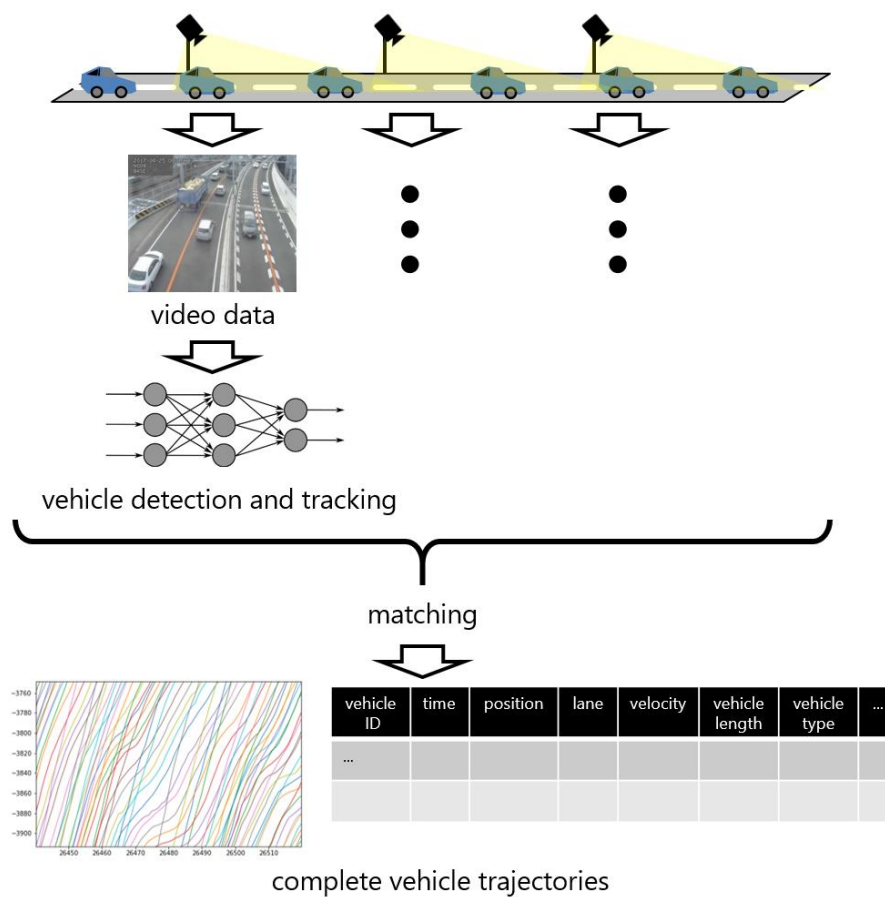 video data
vehicle detection and tracking
matching
−3760
−3780
−3800
−3820
−3840
−3860
−3880
−3900
26450 26460 26470 26480 26490 26500 26510
vehicle ID time position lane velocity vehicle length vehicle type ...
...
complete vehicle trajectories